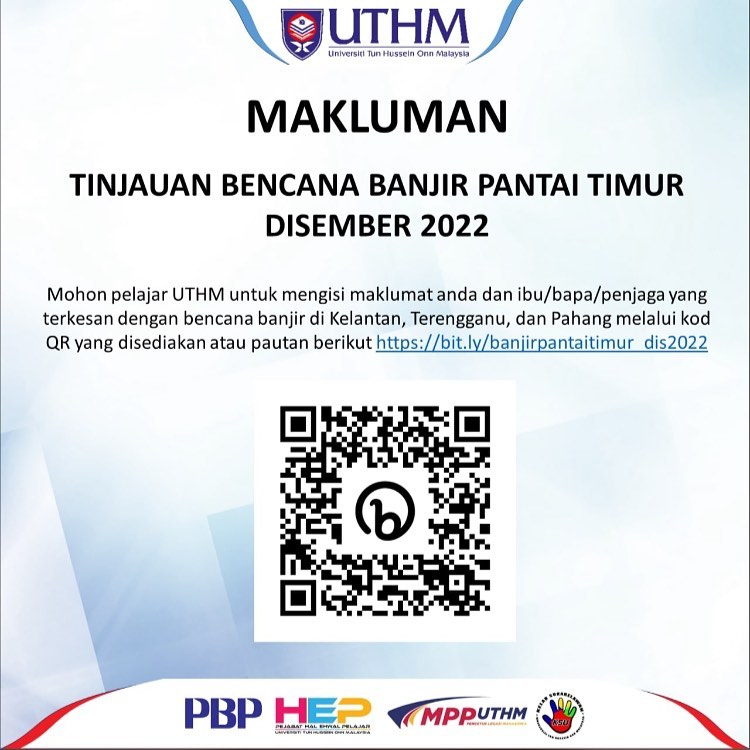 UTHM
Universiti Tun Hussein Onn Malaysia
MAKLUMAN
TINJAUAN BENCANA BANJIR PANTAI TIMUR
DISEMBER 2022
Mohon pelajar UTHM untuk mengisi maklumat anda dan ibu/bapa/penjaga yang
terkesan dengan bencana banjir di Kelantan, Terengganu, dan Pahang melalui kod
QR yang disediakan atau pautan berikut https://bit.ly/banjirpantaitimur_dis2022
b
PBP HEP
PEJABAT HAL EHWAL PELAJAR
UNIVERSITI TUN HUSSEIN ONN MALAYSIA
MPPUTHM
KSU